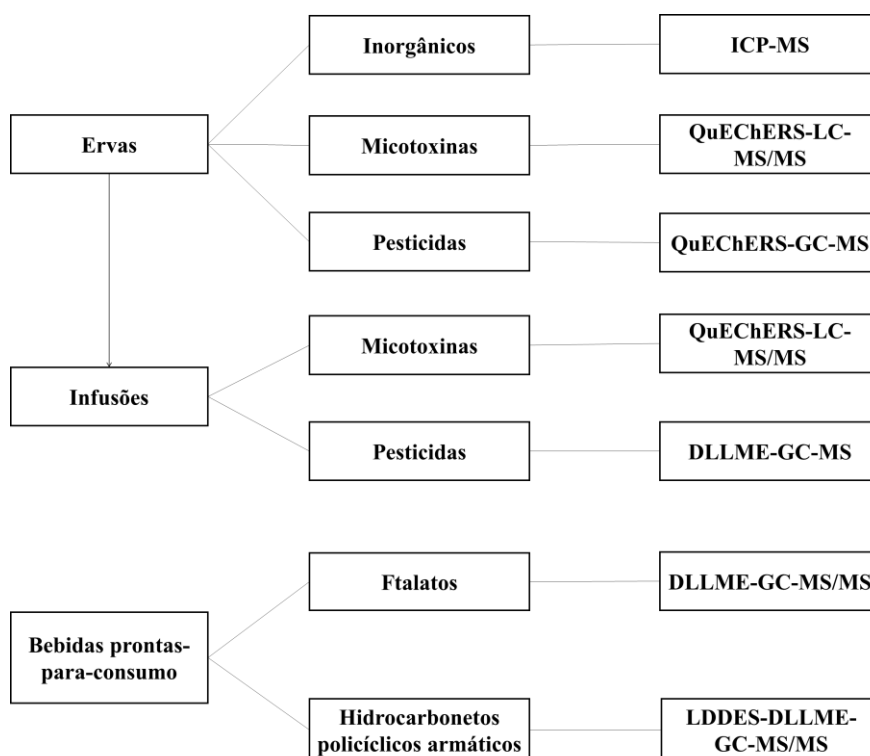 Inorgânicos
ICP-MS
Ervas
Micotoxinas
QuEChERS-LC-
MS/MS
Pesticidas
QuEChERS-GC-MS
Micotoxinas
QuEChERS-LC-
MS/MS
Infusões
Pesticidas
DLLME-GC-MS
Ftalatos
DLLME-GC-MS/MS
Bebidas prontas-
para-consumo
Hidrocarbonetos
policíclicos armáticos
LDDES-DLLME-
GC-MS/MS